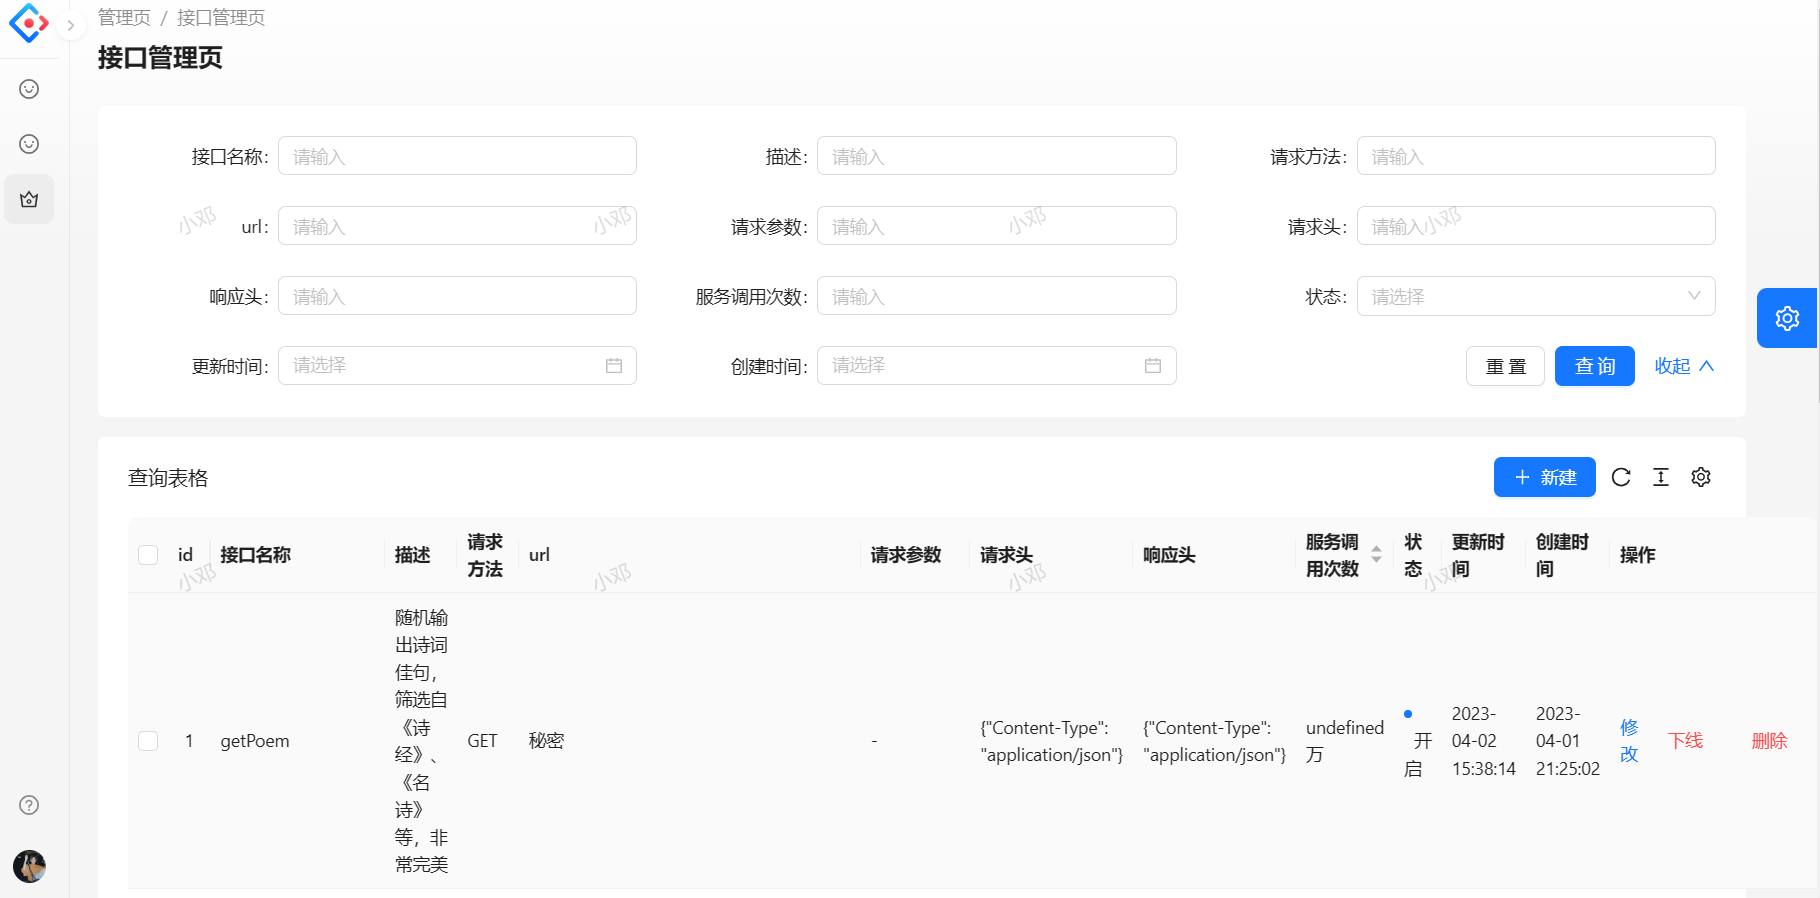 管理页 / 接口管理页
接口管理页
接口名称: 请输入
描述: 请输入
请求方法: 请输入
url: 请输入
请求参数: 请输入
请求头: 请输入
响应头: 请输入
服务调用次数: 请输入
状态: 请选择
更新时间: 请选择
创建时间: 请选择
重置 查询 收起
小邓 小邓 小邓 小邓
查询表格
新建
id
接口名称
描述
请求
方法
url
请求参数
请求头
响应头
服务调
用次数
状
态
更新时
间
创建时
间
操作
小邓 小邓 小邓 小邓
1
getPoem
随机输
出诗词
佳句,
筛选自
《诗
经》、
《名
诗》
等，非
常完美
GET
秘密
-
{"Content-Type":
"application/json"}
{"Content-Type":
"application/json"}
undefined
万
开
启
2023-
04-02
15:38:14
2023-
04-01
21:25:02
修
改
下线
删除